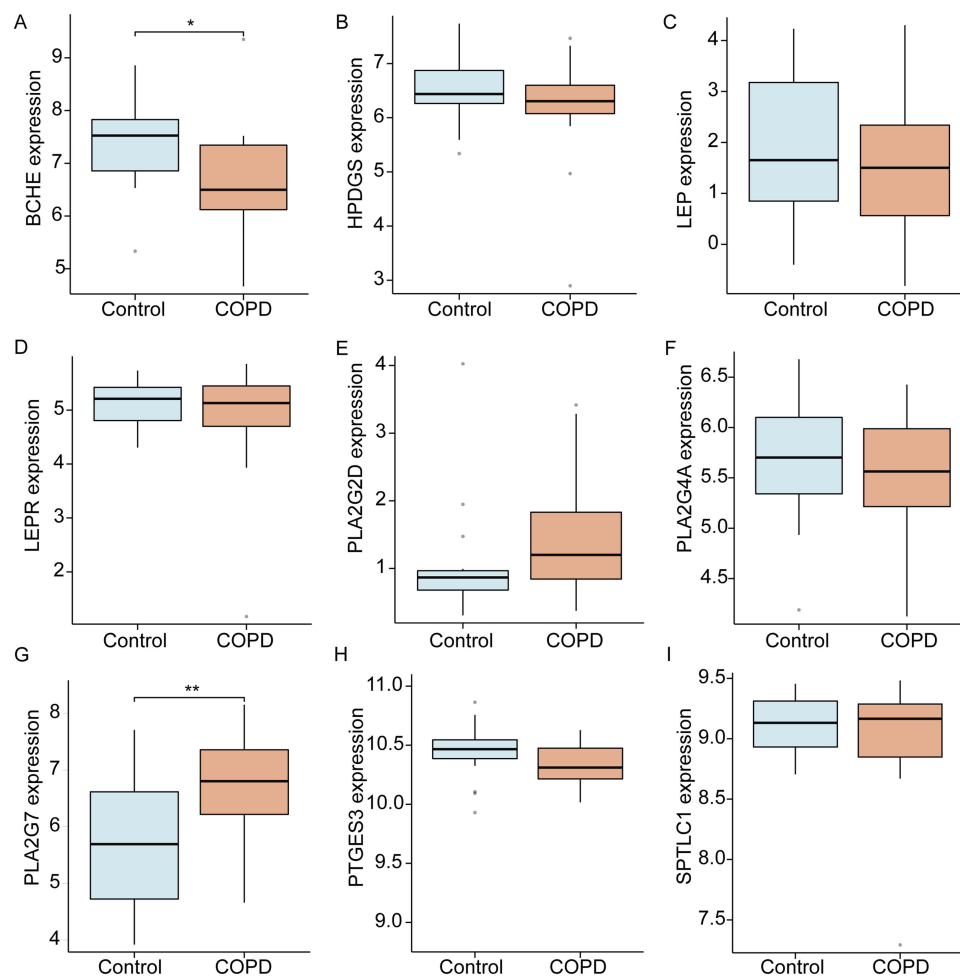 A
BCHE expression
9
8
7
6
5
*
Control
COPD
B
HPDGS expression
7
6
5
4
3
Control
COPD
C
LEP expression
4
3
2
1
0
Control
COPD
D
LEPR expression
5
4
3
2
Control
COPD
E
PLA2G2D expression
4
3
2
1
Control
COPD
F
PLA2G4A expression
6.5
6.0
5.5
5.0
4.5
Control
COPD
G
PLA2G7 expression
8
7
6
5
4
**
Control
COPD
H
PTGES3 expression
11.0
10.5
10.0
9.5
9.0
Control
COPD
I
SPTLC1 expression
9.5
9.0
8.5
8.0
7.5
Control
COPD